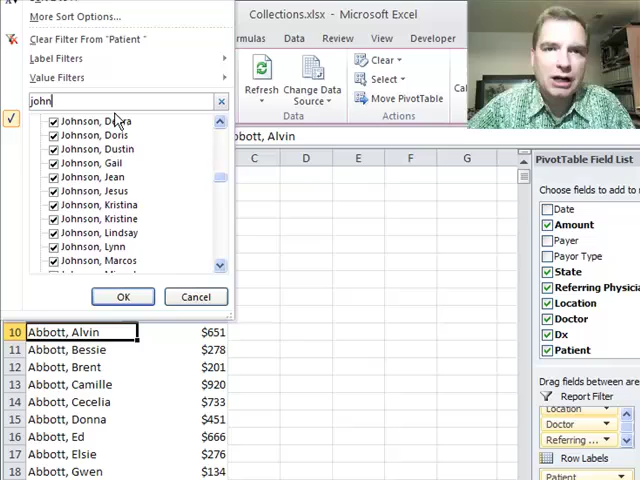 More Sort Options...
Clear Filter From "Patient "
Label Filters
Value Filters
john
Johnson, Doris
Johnson, Dustin
Johnson, Gail
Johnson, Jean
Johnson, Jesus
Johnson, Kristina
Johnson, Kristine
Johnson, Lindsay
Johnson, Lynn
Johnson, Marcos
OK
Cancel
Collections.xlsx - Microsoft Excel
Review
View
Developer
Refresh
Change Data Source
Data
Clear
Select
Move PivotTable
Actions
bbott, Alvin
C
D
E
F
G
10 Abbott, Alvin $651
11 Abbott, Bessie $278
12 Abbott, Brent $201
13 Abbott, Camille $920
14 Abbott, Cecelia $733
15 Abbott, Donna $451
16 Abbott, Ed $666
17 Abbott, Elsie $276
18 Abbott, Gwen $134
PivotTable Field List
Choose fields to add to
Date
Amount
Payer
Payor Type
State
Referring Physicia
Location
Doctor
Dx
Patient
Drag fields between area
Report Filter
Location
Doctor
Referring ...
Row Labels
Patient